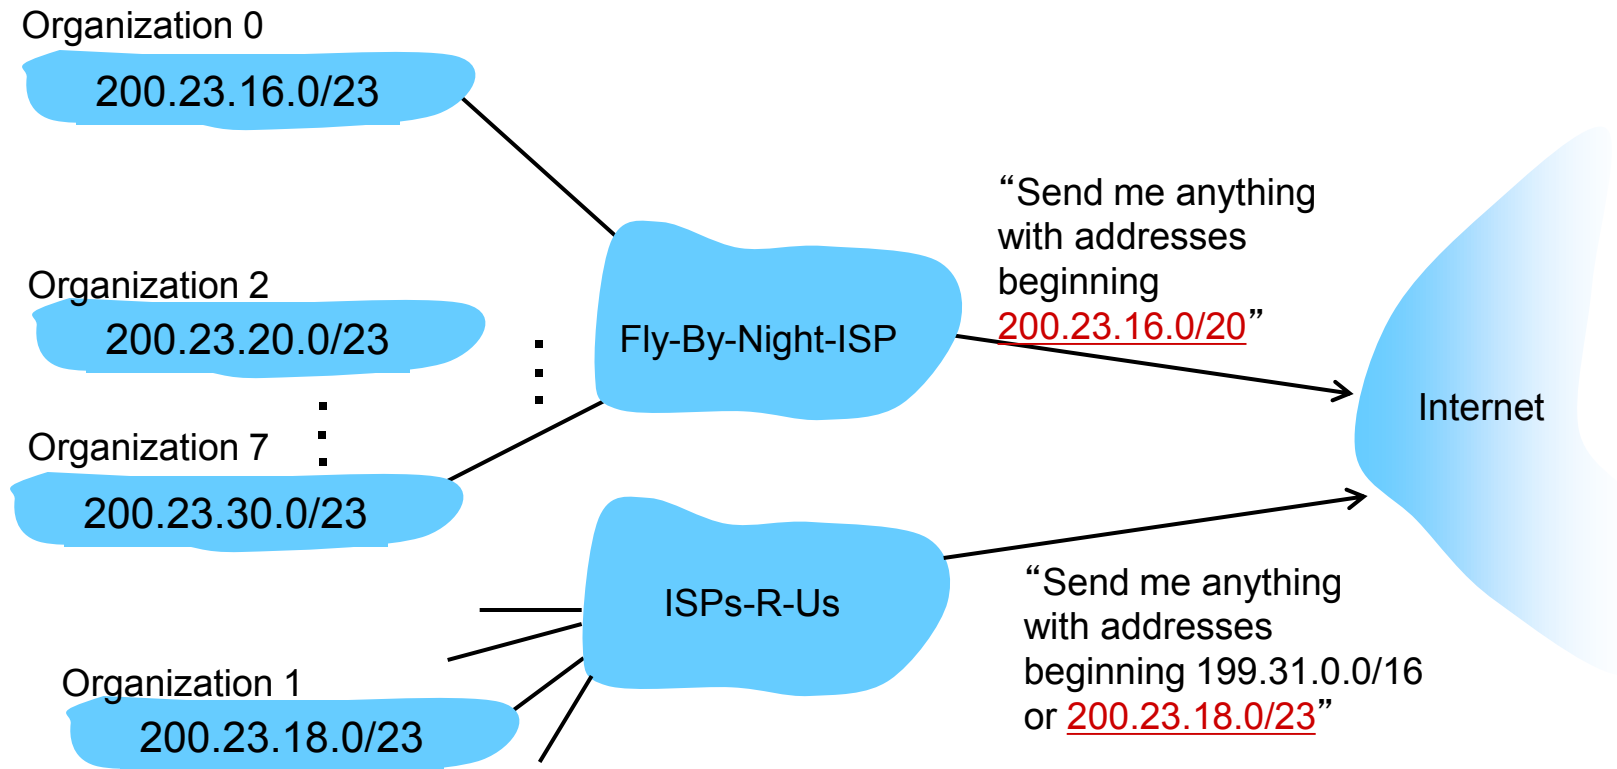 Organization 0
200.23.16.0/23
Organization 2
200.23.20.0/23
Organization 7
200.23.30.0/23
Fly-By-Night-ISP
“Send me anything
with addresses
beginning
200.23.16.0/20”
Internet
ISPs-R-Us
Organization 1
200.23.18.0/23
“Send me anything
with addresses
beginning 199.31.0.0/16
or 200.23.18.0/23”